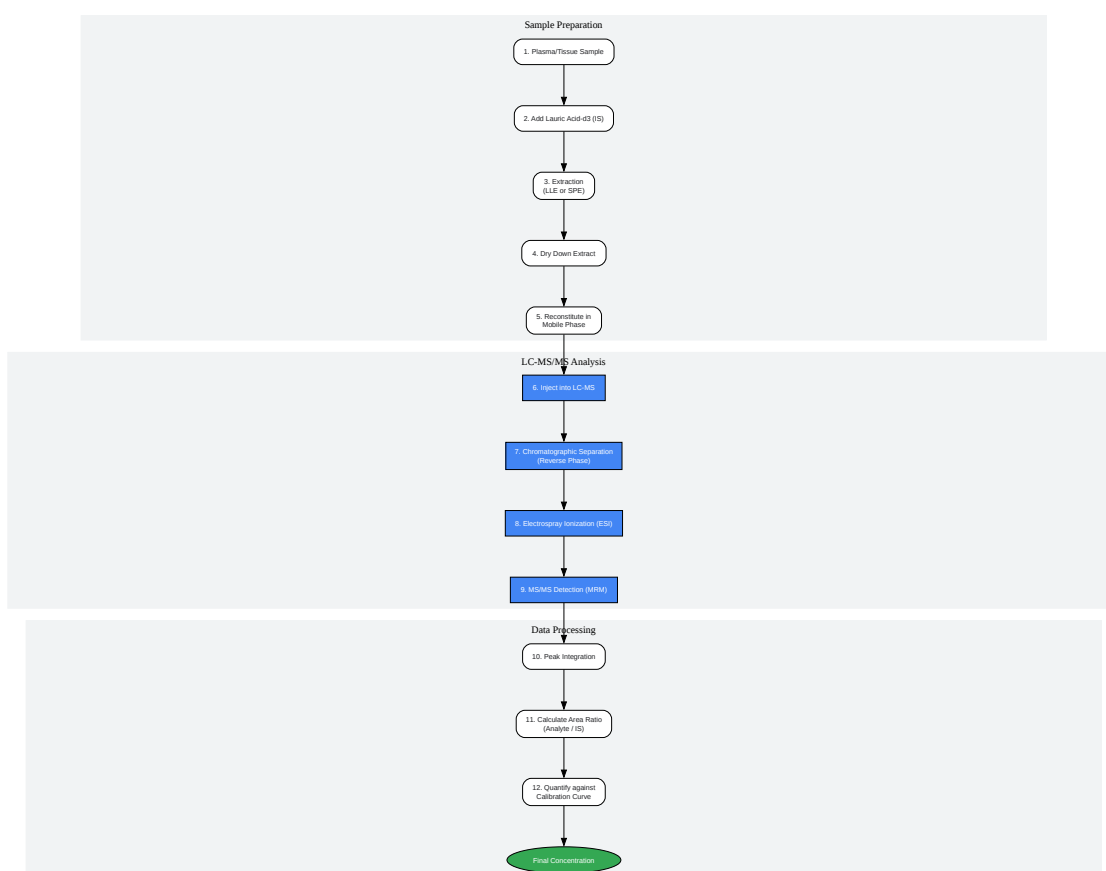 Sample Preparation
1. Plasma/Tissue Sample
2. Add Lauric Acid-d3 (IS)
3. Extraction
(LLE or SPE)
4. Dry Down Extract
5. Reconstitute in
Mobile Phase
LC-MS/MS Analysis
6. Inject into LC-MS
7. Chromatographic Separation
(Reverse Phase)
8. Electrospray Ionization (ESI)
9. MS/MS Detection (MRM)
Data Processing
10. Peak Integration
11. Calculate Area Ratio
(Analyte / IS)
12. Quantify against
Calibration Curve
Final Concentration